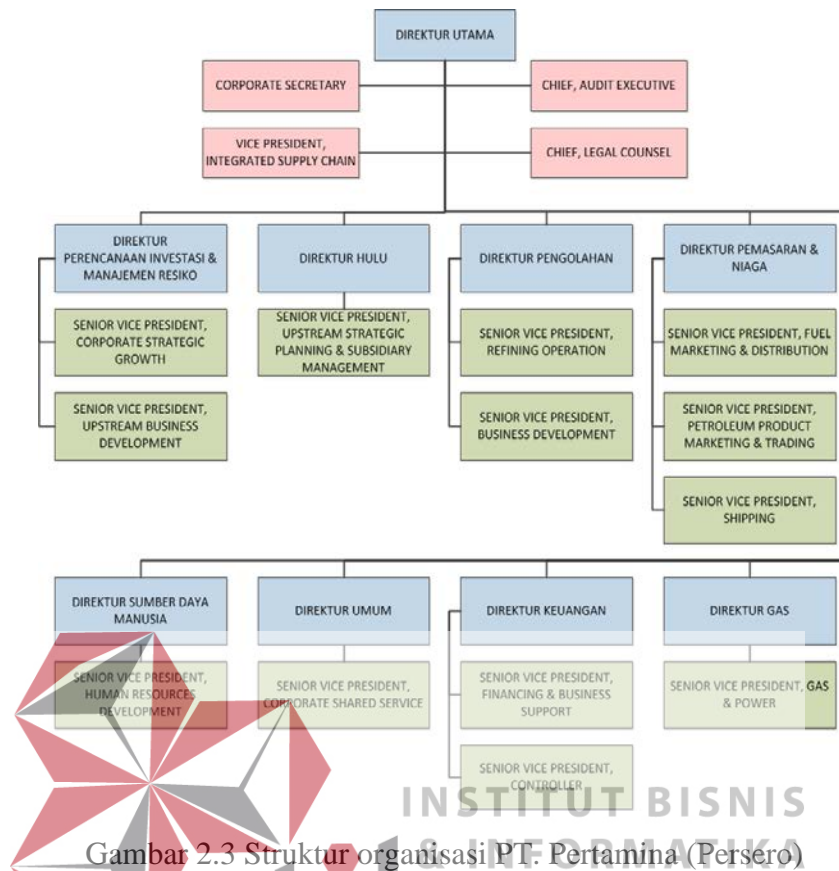 DIREKTUR UTAMA
CORPORATE SECRETARY
CHIEF, AUDIT EXECUTIVE
VICE PRESIDENT,
INTEGRATED SUPPLY CHAIN
CHIEF, LEGAL COUNSEL
DIREKTUR
PERENCANAAN INVESTASI &
MANAJEMEN RESIKO
DIREKTUR HULU
DIREKTUR PENGOLAHAN
DIREKTUR PEMASARAN &
NIAGA
SENIOR VICE PRESIDENT,
CORPORATE STRATEGIC
GROWTH
SENIOR VICE PRESIDENT,
UPSTREAM STRATEGIC
PLANNING & SUBSIDIARY
MANAGEMENT
SENIOR VICE PRESIDENT,
REFINING OPERATION
SENIOR VICE PRESIDENT, FUEL
MARKETING & DISTRIBUTION
SENIOR VICE PRESIDENT,
UPSTREAM BUSINESS
DEVELOPMENT
SENIOR VICE PRESIDENT,
BUSINESS DEVELOPMENT
SENIOR VICE PRESIDENT,
PETROLEUM PRODUCT
MARKETING & TRADING
SENIOR VICE PRESIDENT,
SHIPPING
DIREKTUR SUMBER DAYA
MANUSIA
DIREKTUR UMUM
DIREKTUR KEUANGAN
DIREKTUR GAS
SENIOR VICE PRESIDENT,
HUMAN RESOURCES
DEVELOPMENT
SENIOR VICE PRESIDENT,
CORPORATE SHARED SERVICE
SENIOR VICE PRESIDENT,
FINANCING & BUSINESS
SUPPORT
SENIOR VICE PRESIDENT, GAS
& POWER
SENIOR VICE PRESIDENT,
CONTROLLER
INSTITUT BISNIS
& INFORMATIKA
Gambar 2.3 Struktur organisasi PT. Pertamina (Persero)